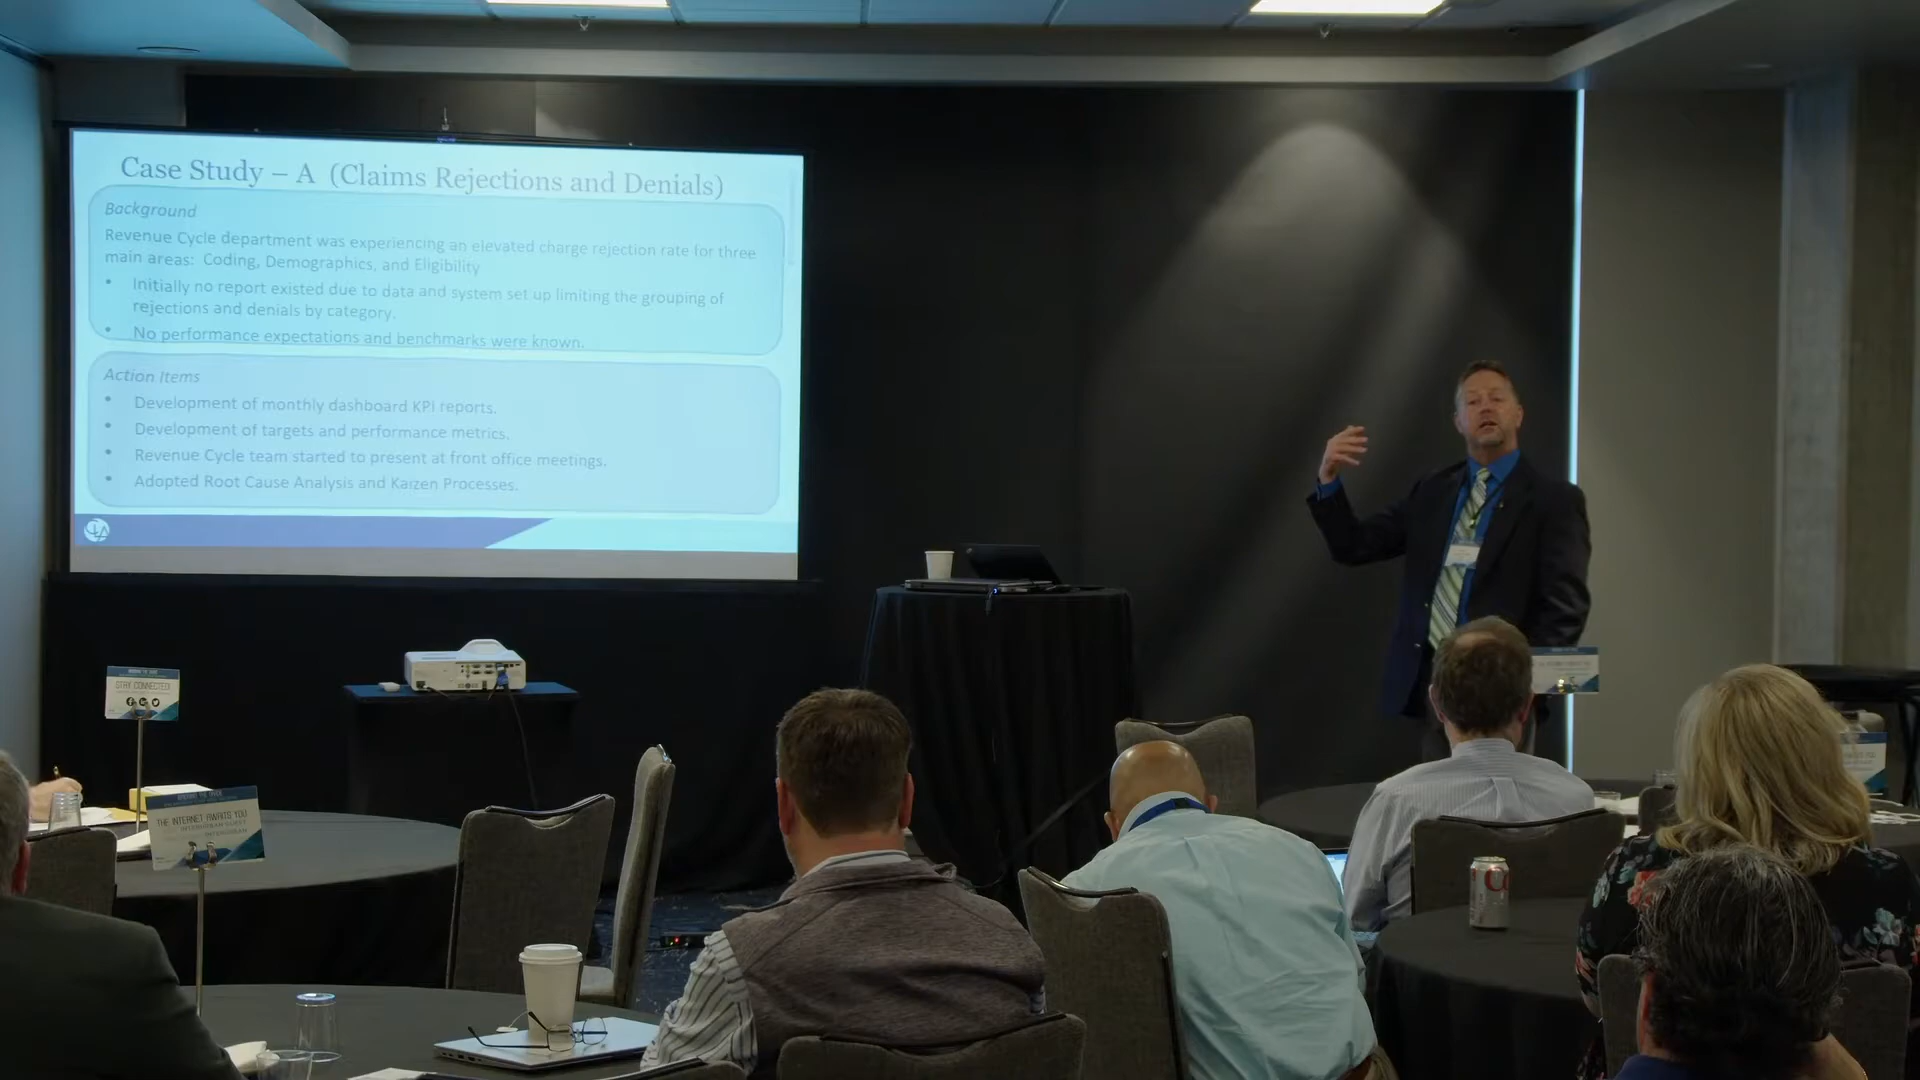 Case Study – A (Claims Rejections and Denials)
Background
Revenue Cycle department was experiencing an elevated charge rejection rate for three
main areas: Coding, Demographics, and Eligibility
• Initially no report existed due to data and system set up limiting the grouping of
rejections and denials by category.
• No performance expectations and benchmarks were known.
Action Items
• Development of monthly dashboard KPI reports.
• Development of targets and performance metrics.
• Revenue Cycle team started to present at front office meetings.
• Adopted Root Cause Analysis and Kaizen Processes.
STAY CONNECTED
THE INTERNET AWAITS YOU